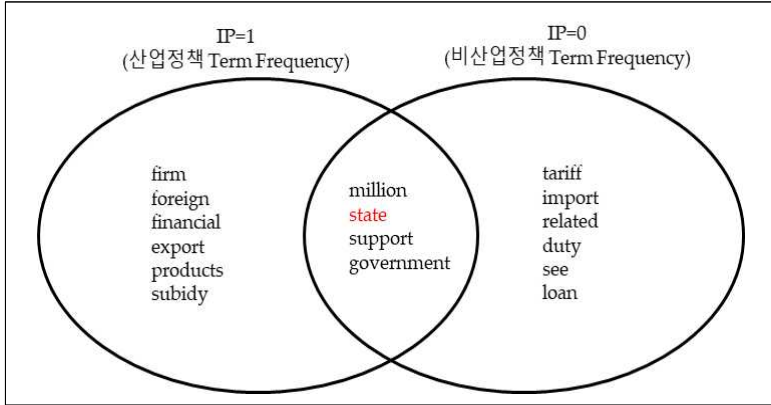 IP=1
(산업정책 Term Frequency)
IP=0
(비산업정책 Term Frequency)
firm
foreign
financial
export
products
subidy
million
state
support
government
tariff
import
related
duty
see
loan